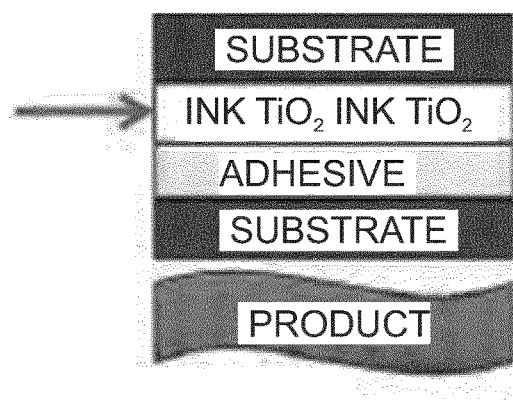 SUBSTRATE
INK TiO₂ INK TiO₂
ADHESIVE
SUBSTRATE
PRODUCT